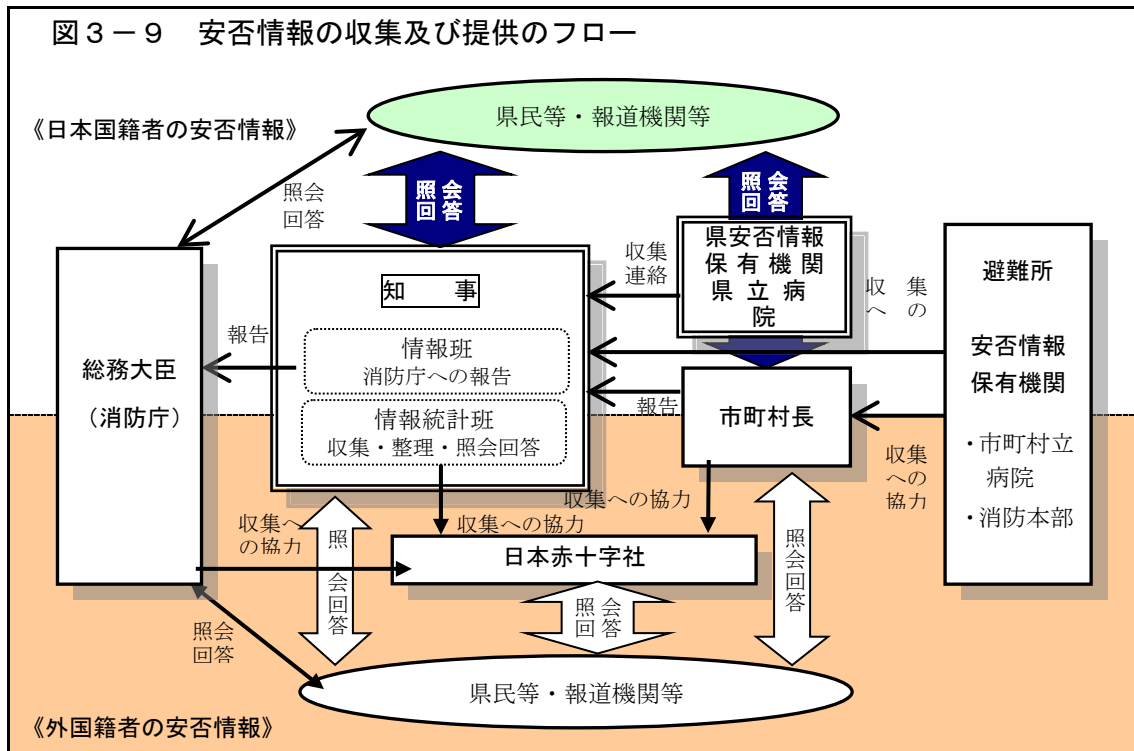 図３－９　安否情報の収集及び提供のフロー
県民等・報道機関等
《日本国籍者の安否情報》
照会
回答
照会
回答
照会
回答
県安否情報
保有機関
県立病
院
収集
連絡
知　事
収　集
への
避難所
安否情報
保有機関
・市町村立
病院
・消防本部
報告
情報班
消防庁への報告
総務大臣
（消防庁）
情報統計班
収集・整理・照会回答
報告
市町村長
収集
への協力
収集への協力
収集への協力
収集へ
の協力
日本赤十字社
照
会回答
照会
回答
照会回答
照会
回答
県民等・報道機関等
《外国籍者の安否情報》